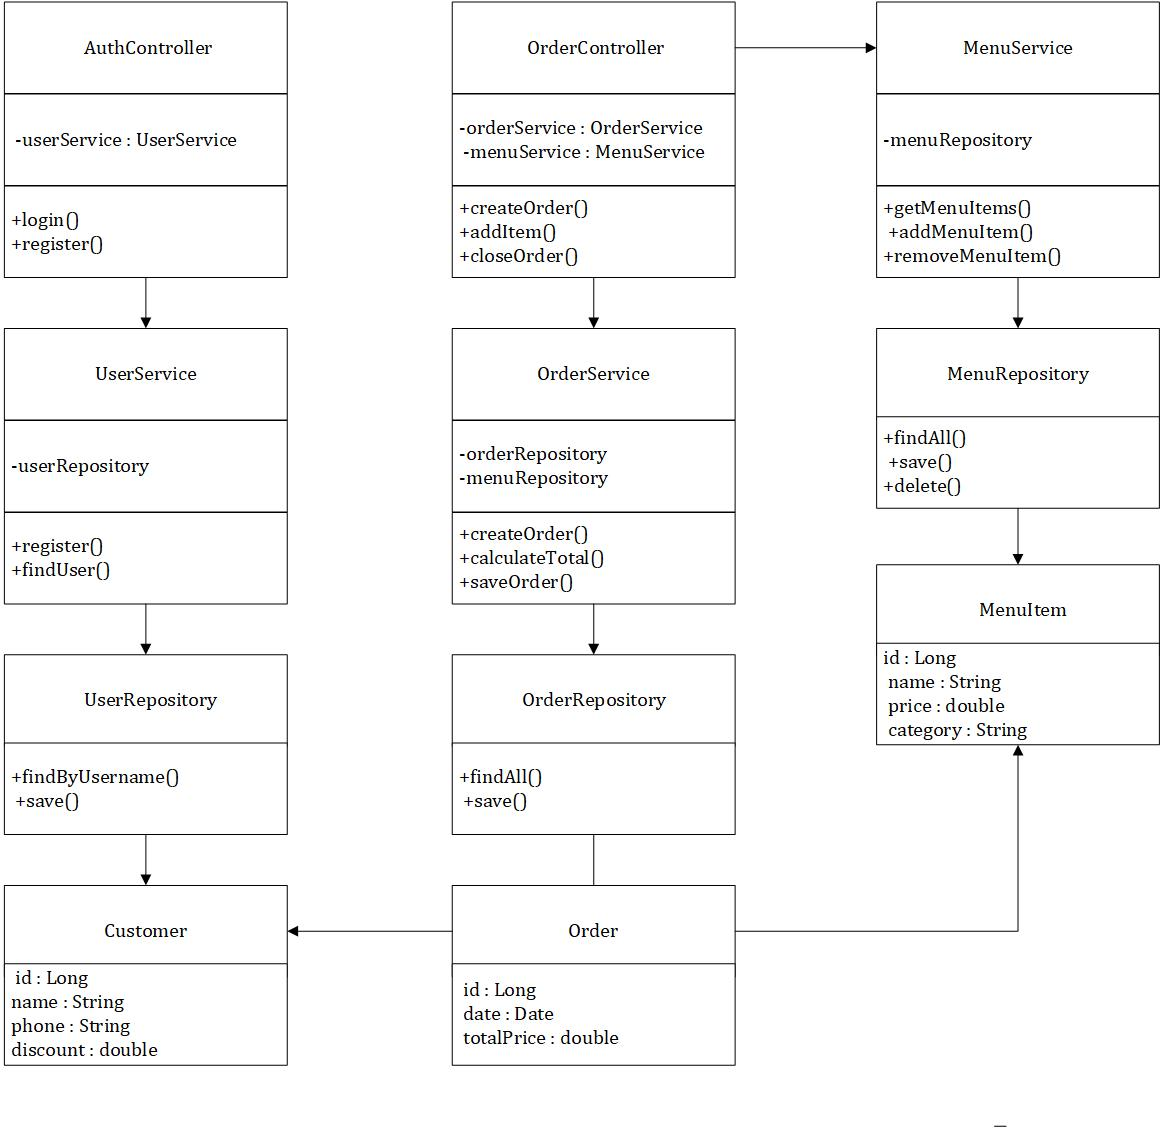 AuthController
-userService : UserService
+login()
+register()
OrderController
-orderService : OrderService
-menuService : MenuService
+createOrder()
+addItem()
+closeOrder()
MenuService
-menuRepository
+getMenuItems()
+addMenuItem()
+removeMenuItem()
UserService
-userRepository
+register()
+findUser()
OrderService
-orderRepository
-menuRepository
+createOrder()
+calculateTotal()
+saveOrder()
MenuRepository
+findAll()
+save()
+delete()
MenuItem
id : Long
name : String
price : double
category : String
UserRepository
+findByUsername()
+save()
OrderRepository
+findAll()
+save()
Customer
id : Long
name : String
phone : String
discount : double
Order
id : Long
date : Date
totalPrice : double